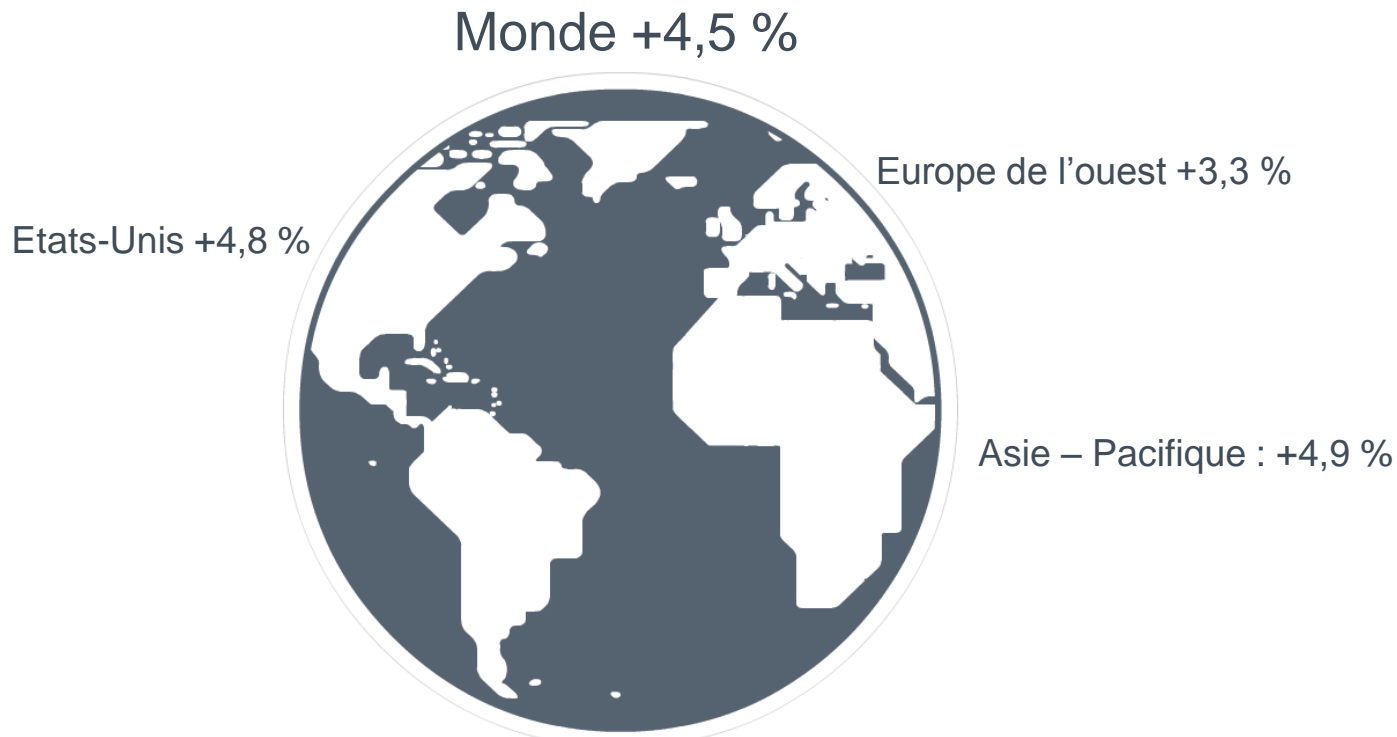 Monde +4,5 %
Europe de l’ouest +3,3 %
Etats-Unis +4,8 %
Asie – Pacifique : +4,9 %